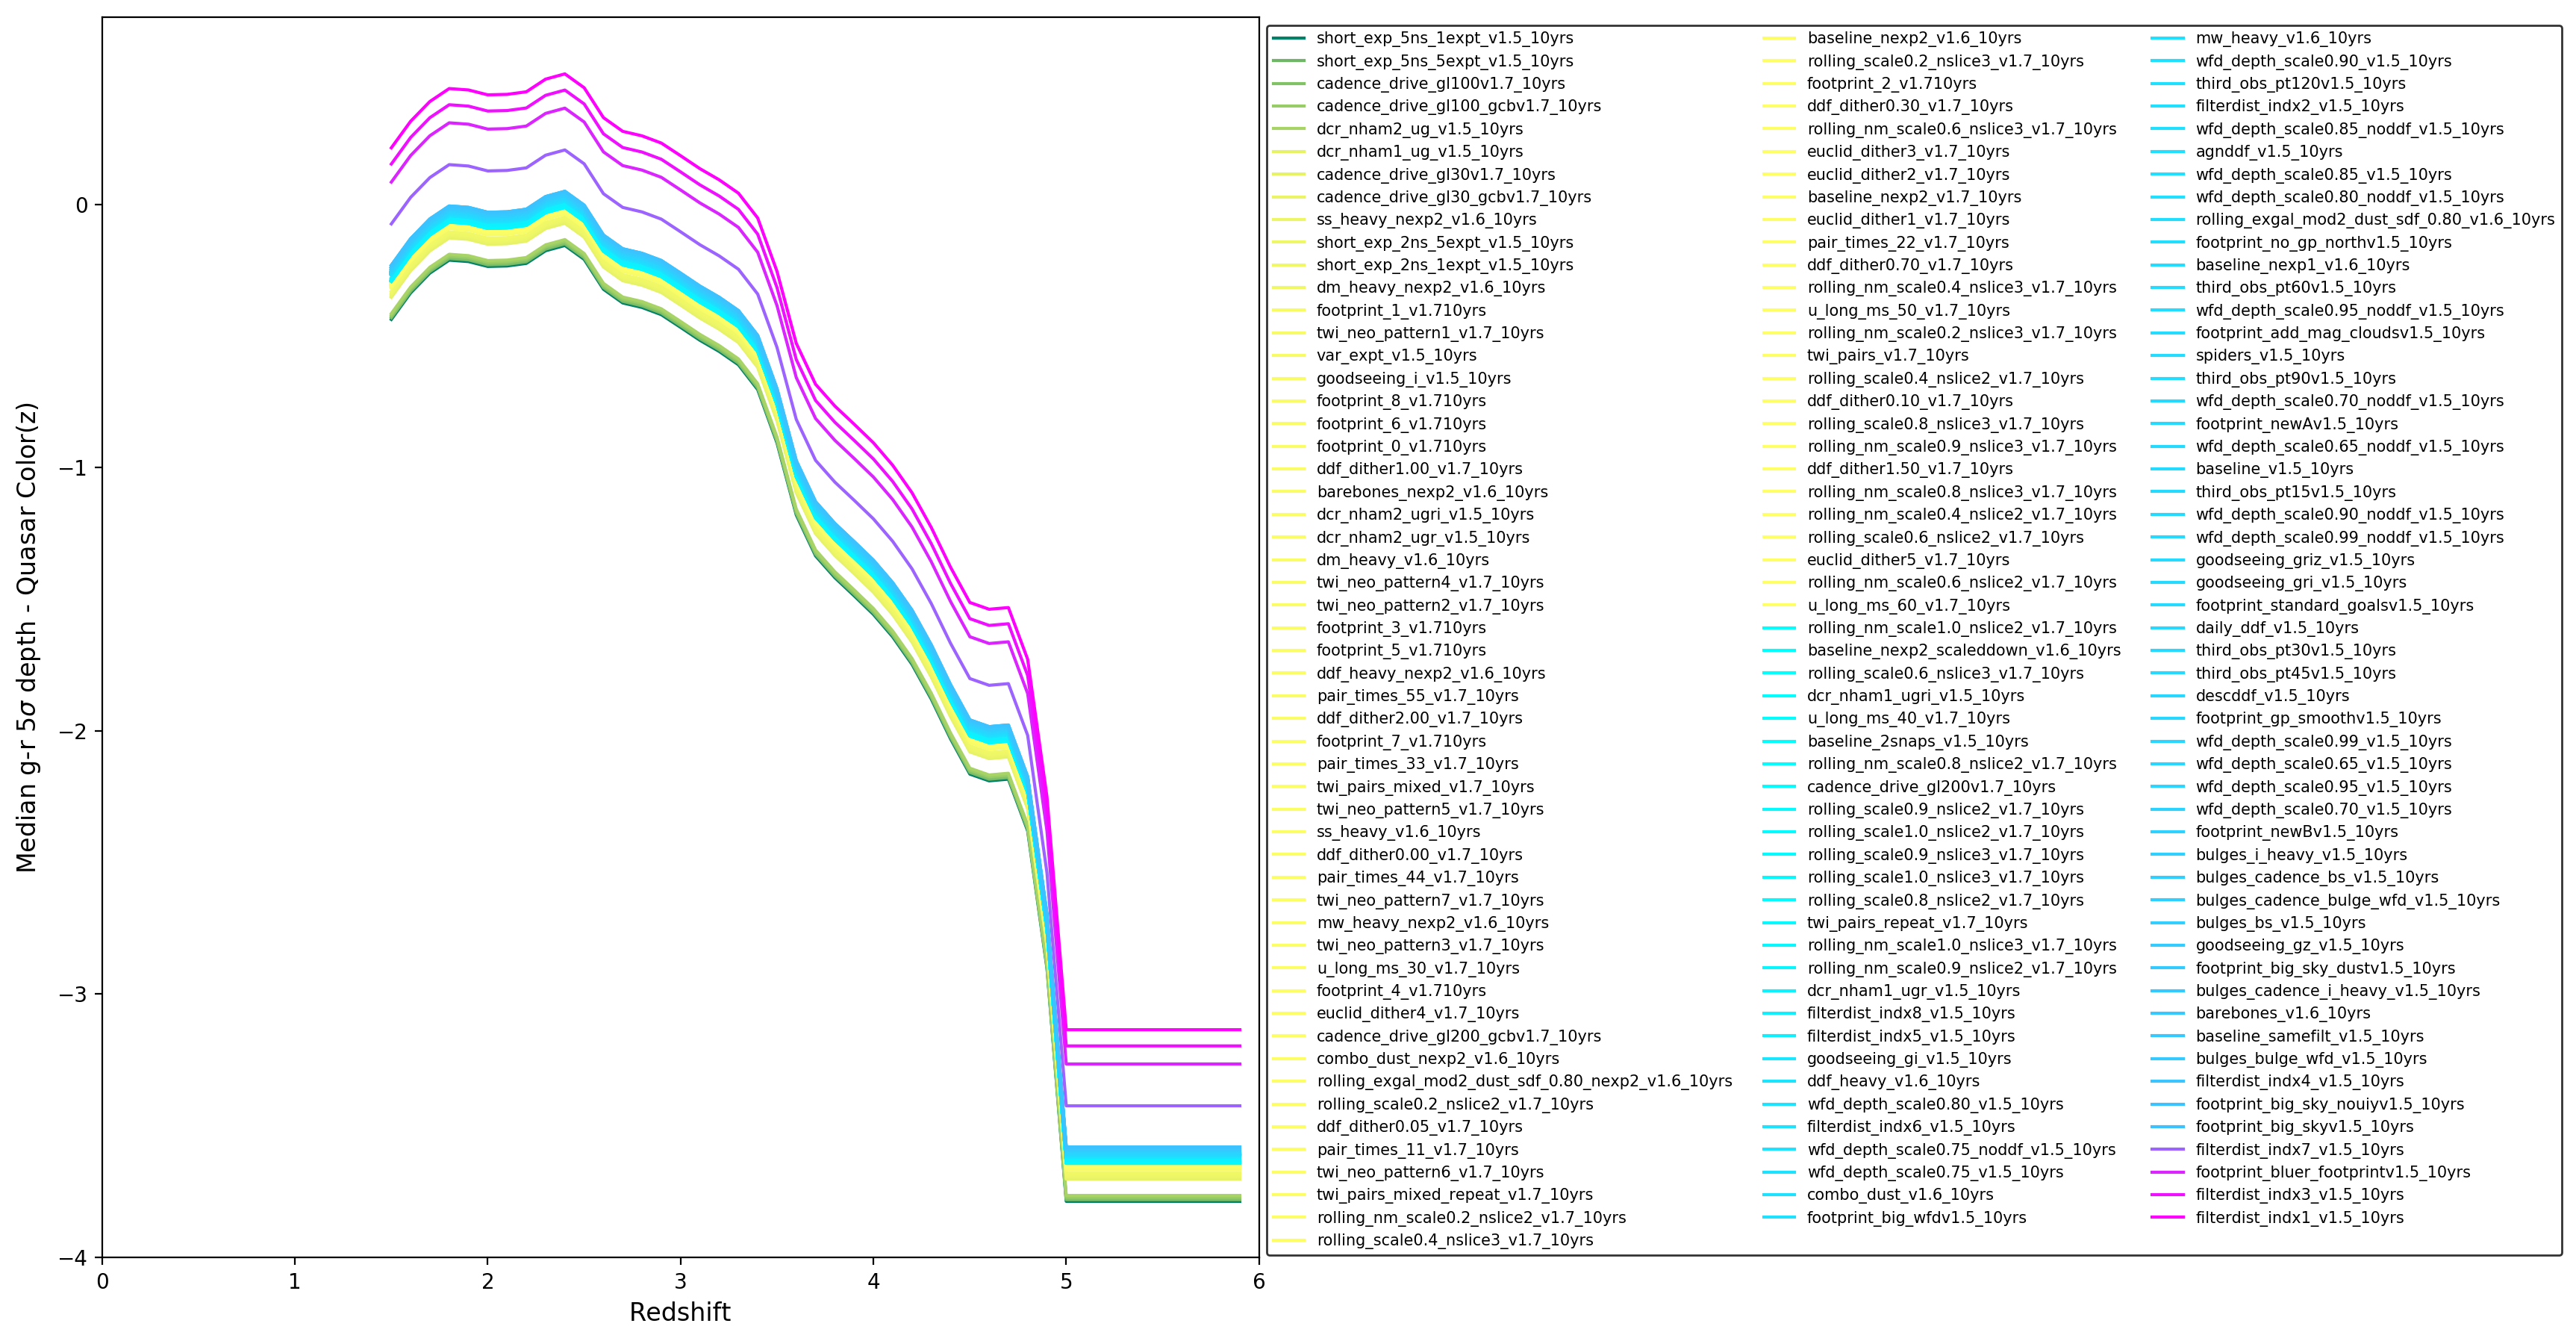 Median g-r 5σ depth - Quasar Color(z)
0
−1
−2
−3
−4
0
1
2
3
4
5
6
Redshift
short_exp_5ns_1expt_v1.5_10yrs
short_exp_5ns_5expt_v1.5_10yrs
cadence_drive_gl100v1.7_10yrs
cadence_drive_gl100_gcbv1.7_10yrs
dcr_nham2_ug_v1.5_10yrs
dcr_nham1_ug_v1.5_10yrs
cadence_drive_gl30v1.7_10yrs
cadence_drive_gl30_gcbv1.7_10yrs
ss_heavy_nexp2_v1.6_10yrs
short_exp_2ns_5expt_v1.5_10yrs
short_exp_2ns_1expt_v1.5_10yrs
dm_heavy_nexp2_v1.6_10yrs
footprint_1_v1.710yrs
twi_neo_pattern1_v1.7_10yrs
var_expt_v1.5_10yrs
goodseeing_i_v1.5_10yrs
footprint_8_v1.710yrs
footprint_6_v1.710yrs
footprint_0_v1.710yrs
ddf_dither1.00_v1.7_10yrs
barebones_nexp2_v1.6_10yrs
dcr_nham2_ugri_v1.5_10yrs
dcr_nham2_ugr_v1.5_10yrs
dm_heavy_v1.6_10yrs
twi_neo_pattern4_v1.7_10yrs
twi_neo_pattern2_v1.7_10yrs
footprint_3_v1.710yrs
footprint_5_v1.710yrs
ddf_heavy_nexp2_v1.6_10yrs
pair_times_55_v1.7_10yrs
ddf_dither2.00_v1.7_10yrs
footprint_7_v1.710yrs
pair_times_33_v1.7_10yrs
twi_pairs_mixed_v1.7_10yrs
twi_neo_pattern5_v1.7_10yrs
ss_heavy_v1.6_10yrs
ddf_dither0.00_v1.7_10yrs
pair_times_44_v1.7_10yrs
twi_neo_pattern7_v1.7_10yrs
mw_heavy_nexp2_v1.6_10yrs
twi_neo_pattern3_v1.7_10yrs
u_long_ms_30_v1.7_10yrs
footprint_4_v1.710yrs
euclid_dither4_v1.7_10yrs
cadence_drive_gl200_gcbv1.7_10yrs
combo_dust_nexp2_v1.6_10yrs
rolling_exgal_mod2_dust_sdf_0.80_nexp2_v1.6_10yrs
rolling_scale0.2_nslice2_v1.7_10yrs
ddf_dither0.05_v1.7_10yrs
pair_times_11_v1.7_10yrs
twi_neo_pattern6_v1.7_10yrs
twi_pairs_mixed_repeat_v1.7_10yrs
rolling_nm_scale0.2_nslice2_v1.7_10yrs
rolling_scale0.4_nslice3_v1.7_10yrs
baseline_nexp2_v1.6_10yrs
rolling_scale0.2_nslice3_v1.7_10yrs
footprint_2_v1.710yrs
ddf_dither0.30_v1.7_10yrs
rolling_nm_scale0.6_nslice3_v1.7_10yrs
euclid_dither3_v1.7_10yrs
euclid_dither2_v1.7_10yrs
baseline_nexp2_v1.7_10yrs
euclid_dither1_v1.7_10yrs
pair_times_22_v1.7_10yrs
ddf_dither0.70_v1.7_10yrs
rolling_nm_scale0.4_nslice3_v1.7_10yrs
u_long_ms_50_v1.7_10yrs
rolling_nm_scale0.2_nslice3_v1.7_10yrs
twi_pairs_v1.7_10yrs
rolling_scale0.4_nslice2_v1.7_10yrs
ddf_dither0.10_v1.7_10yrs
rolling_scale0.8_nslice3_v1.7_10yrs
rolling_nm_scale0.9_nslice3_v1.7_10yrs
ddf_dither1.50_v1.7_10yrs
rolling_nm_scale0.8_nslice3_v1.7_10yrs
rolling_nm_scale0.4_nslice2_v1.7_10yrs
rolling_scale0.6_nslice2_v1.7_10yrs
euclid_dither5_v1.7_10yrs
rolling_nm_scale0.6_nslice2_v1.7_10yrs
u_long_ms_60_v1.7_10yrs
rolling_nm_scale1.0_nslice2_v1.7_10yrs
baseline_nexp2_scaleddown_v1.6_10yrs
rolling_scale0.6_nslice3_v1.7_10yrs
dcr_nham1_ugri_v1.5_10yrs
u_long_ms_40_v1.7_10yrs
baseline_2snaps_v1.5_10yrs
rolling_nm_scale0.8_nslice2_v1.7_10yrs
cadence_drive_gl200v1.7_10yrs
rolling_scale0.9_nslice2_v1.7_10yrs
rolling_scale1.0_nslice2_v1.7_10yrs
rolling_scale0.9_nslice3_v1.7_10yrs
rolling_scale1.0_nslice3_v1.7_10yrs
rolling_scale0.8_nslice2_v1.7_10yrs
twi_pairs_repeat_v1.7_10yrs
rolling_nm_scale1.0_nslice3_v1.7_10yrs
rolling_nm_scale0.9_nslice2_v1.7_10yrs
dcr_nham1_ugr_v1.5_10yrs
filterdist_indx8_v1.5_10yrs
filterdist_indx5_v1.5_10yrs
goodseeing_gi_v1.5_10yrs
ddf_heavy_v1.6_10yrs
wfd_depth_scale0.80_v1.5_10yrs
filterdist_indx6_v1.5_10yrs
wfd_depth_scale0.75_noddf_v1.5_10yrs
wfd_depth_scale0.75_v1.5_10yrs
combo_dust_v1.6_10yrs
footprint_big_wfdv1.5_10yrs
mw_heavy_v1.6_10yrs
wfd_depth_scale0.90_v1.5_10yrs
third_obs_pt120v1.5_10yrs
filterdist_indx2_v1.5_10yrs
wfd_depth_scale0.85_noddf_v1.5_10yrs
agnddf_v1.5_10yrs
wfd_depth_scale0.85_v1.5_10yrs
wfd_depth_scale0.80_noddf_v1.5_10yrs
rolling_exgal_mod2_dust_sdf_0.80_v1.6_10yrs
footprint_no_gp_northv1.5_10yrs
baseline_nexp1_v1.6_10yrs
third_obs_pt60v1.5_10yrs
wfd_depth_scale0.95_noddf_v1.5_10yrs
footprint_add_mag_cloudsv1.5_10yrs
spiders_v1.5_10yrs
third_obs_pt90v1.5_10yrs
wfd_depth_scale0.70_noddf_v1.5_10yrs
footprint_newAv1.5_10yrs
wfd_depth_scale0.65_noddf_v1.5_10yrs
baseline_v1.5_10yrs
third_obs_pt15v1.5_10yrs
wfd_depth_scale0.90_noddf_v1.5_10yrs
wfd_depth_scale0.99_noddf_v1.5_10yrs
goodseeing_griz_v1.5_10yrs
goodseeing_gri_v1.5_10yrs
footprint_standard_goalsv1.5_10yrs
daily_ddf_v1.5_10yrs
third_obs_pt30v1.5_10yrs
third_obs_pt45v1.5_10yrs
descddf_v1.5_10yrs
footprint_gp_smoothv1.5_10yrs
wfd_depth_scale0.99_v1.5_10yrs
wfd_depth_scale0.65_v1.5_10yrs
wfd_depth_scale0.95_v1.5_10yrs
wfd_depth_scale0.70_v1.5_10yrs
footprint_newBv1.5_10yrs
bulges_i_heavy_v1.5_10yrs
bulges_cadence_bs_v1.5_10yrs
bulges_cadence_bulge_wfd_v1.5_10yrs
bulges_bs_v1.5_10yrs
goodseeing_gz_v1.5_10yrs
footprint_big_sky_dustv1.5_10yrs
bulges_cadence_i_heavy_v1.5_10yrs
barebones_v1.6_10yrs
baseline_samefilt_v1.5_10yrs
bulges_bulge_wfd_v1.5_10yrs
filterdist_indx4_v1.5_10yrs
footprint_big_sky_nouiyv1.5_10yrs
footprint_big_skyv1.5_10yrs
filterdist_indx7_v1.5_10yrs
footprint_bluer_footprintv1.5_10yrs
filterdist_indx3_v1.5_10yrs
filterdist_indx1_v1.5_10yrs